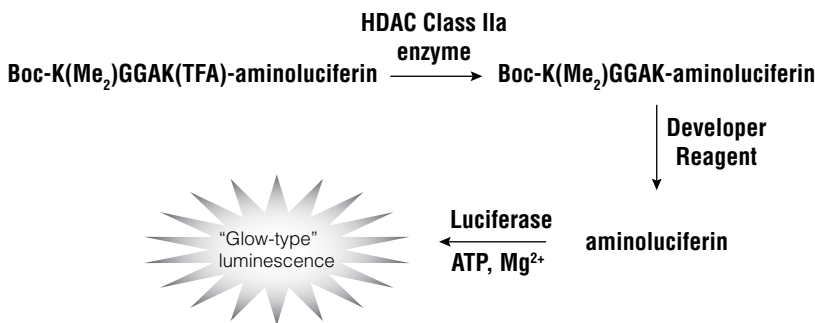 HDAC Class IIa
enzyme
Boc-K(Me₂)GGAK(TFA)-aminoluciferin
Boc-K(Me₂)GGAK-aminoluciferin
Developer
Reagent
aminoluciferin
Luciferase
ATP, Mg²⁺
“Glow-type”
luminescence